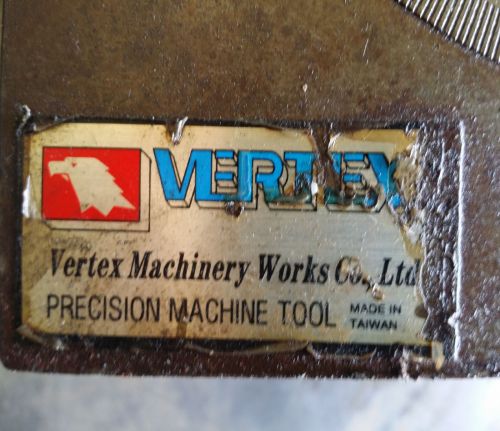 VERTEX
Vertex Machinery Works Co., Ltd
PRECISION MACHINE TOOL MADE IN
TAIWAN